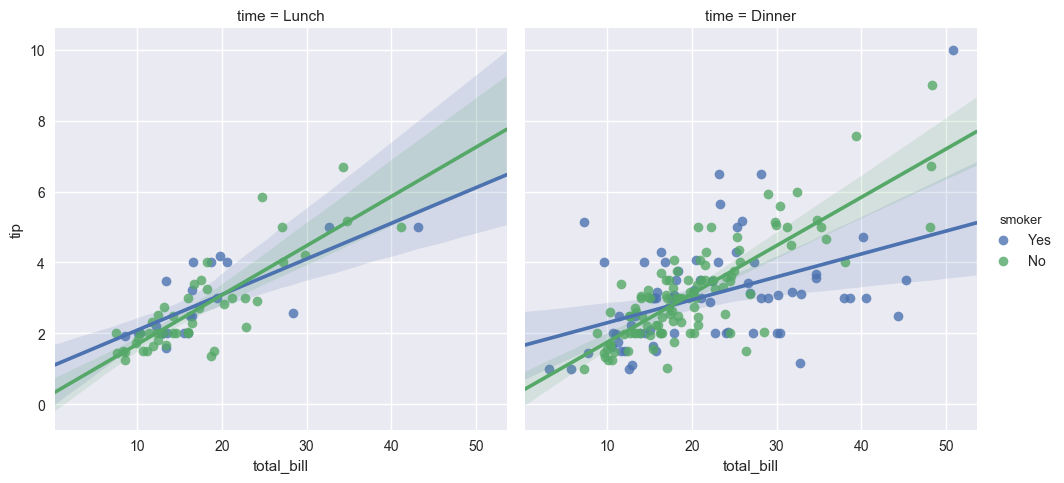 time = Lunch
time = Dinner
tip
10
8
6
4
2
0
10 20 30 40 50
total_bill
10 20 30 40 50
total_bill
smoker
Yes
No